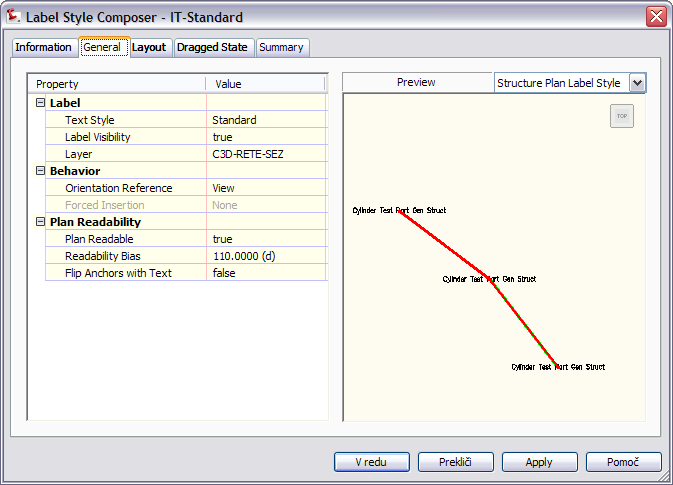 Label Style Composer - IT-Standard
Information General Layout Dragged State Summary
Property Value
Label
Text Style Standard
Label Visibility true
Layer C3D-RETE-SEZ
Behavior
Orientation Reference View
Forced Insertion None
Plan Readability
Plan Readable true
Readability Bias 110.0000 (d)
Flip Anchors with Text false
Preview Structure Plan Label Style
TOP
Cylinder Test Part Gen Struct
Cylinder Test Part Gen Struct
Cylinder Test Part Gen Struct
V redu Prekliči Apply Pomoč